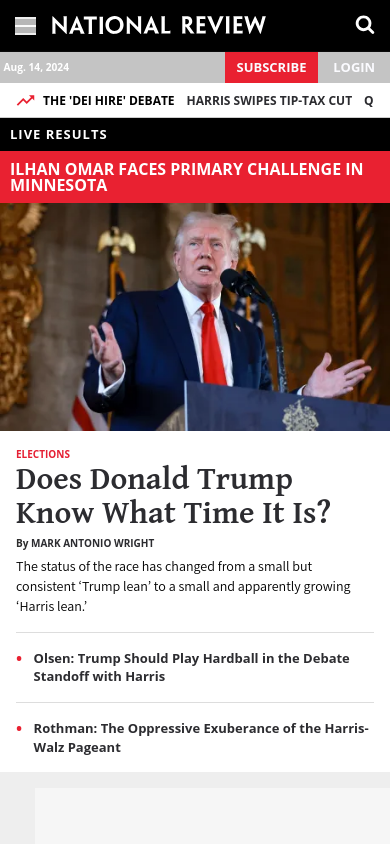 NATIONAL REVIEW
Aug. 14, 2024
SUBSCRIBE
LOGIN
THE 'DEI HIRE' DEBATE HARRIS SWIPES TIP-TAX CUT Q
LIVE RESULTS
ILHAN OMAR FACES PRIMARY CHALLENGE IN
MINNESOTA
ELECTIONS
Does Donald Trump
Know What Time It Is?
By MARK ANTONIO WRIGHT
The status of the race has changed from a small but
consistent ‘Trump lean’ to a small and apparently growing
‘Harris lean.’
• Olsen: Trump Should Play Hardball in the Debate
Standoff with Harris
• Rothman: The Oppressive Exuberance of the Harris-
Walz Pageant